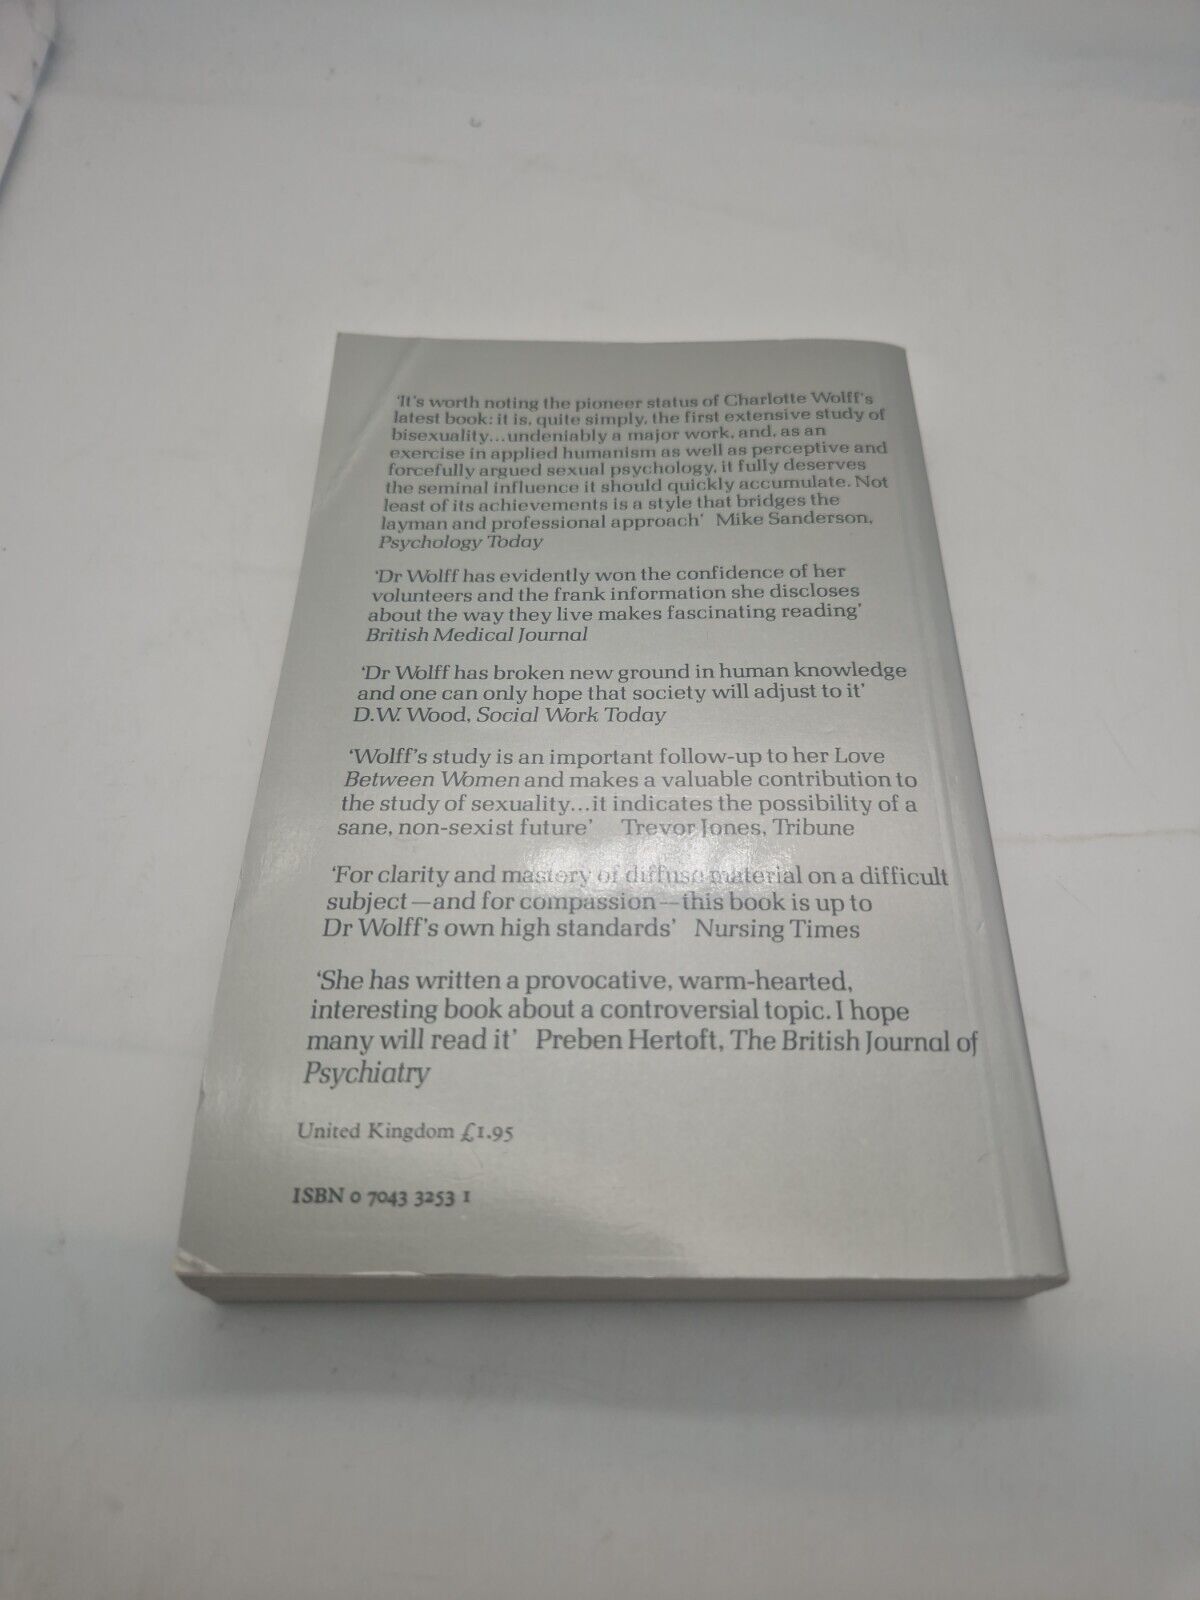 ‘It's worth noting the pioneer status of Charlotte Wolff's
latest book: it is, quite simply, the first extensive study of
bisexuality...undeniably a major work, and, as an
exercise in applied humanism as well as perceptive and
forcefully argued sexual psychology, it fully deserves
the seminal influence it should quickly accumulate. Not
least of its achievements is a style that bridges the
layman and professional approach’ Mike Sanderson,
Psychology Today
‘Dr Wolff has evidently won the confidence of her
volunteers and the frank information she discloses
about the way they live makes fascinating reading’
British Medical Journal
‘Dr Wolff has broken new ground in human knowledge
and one can only hope that society will adjust to it’
D.W. Wood, Social Work Today
‘Wolff's study is an important follow-up to her Love
Between Women and makes a valuable contribution to
the study of sexuality...it indicates the possibility of a
sane, non-sexist future’ Trevor Jones, Tribune
‘For clarity and mastery of diffuse material on a difficult
subject—and for compassion—this book is up to
Dr Wolff's own high standards’ Nursing Times
‘She has written a provocative, warm-hearted,
interesting book about a controversial topic. I hope
many will read it’ Preben Hertoft, The British Journal of
Psychiatry
United Kingdom £1.95
ISBN 0 7043 3253 1